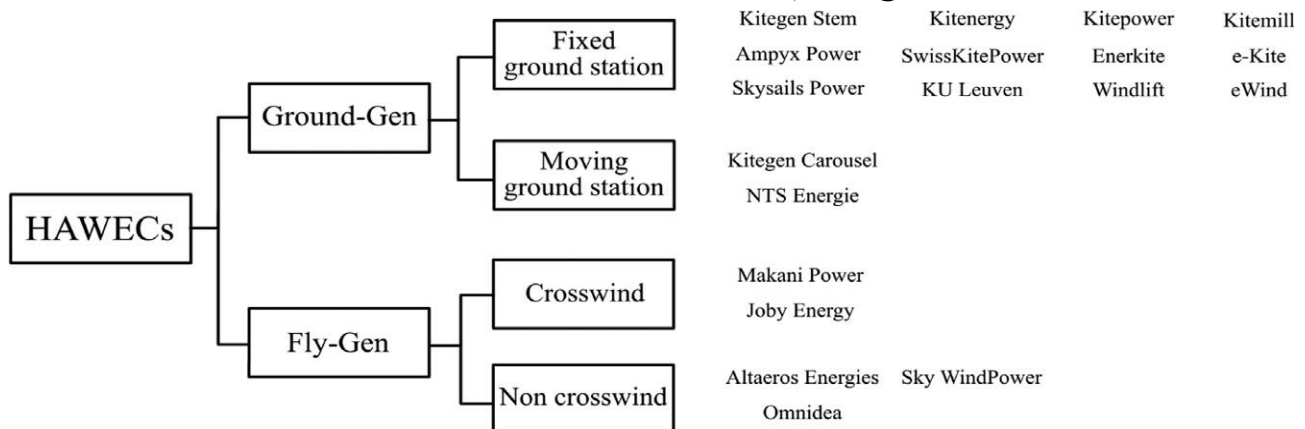 Kitegen Stem Kitenergy Kitepower Kitemill
Fixed
ground station
Ampyx Power SwissKitePower Enerkite e-Kite
Skysails Power KU Leuven Windlift eWind
Ground-Gen
Moving
ground station
Kitegen Carousel
NTS Energie
HAWECs
Crosswind
Makani Power
Joby Energy
Fly-Gen
Non crosswind
Altaeros Energies Sky WindPower
Omnidea